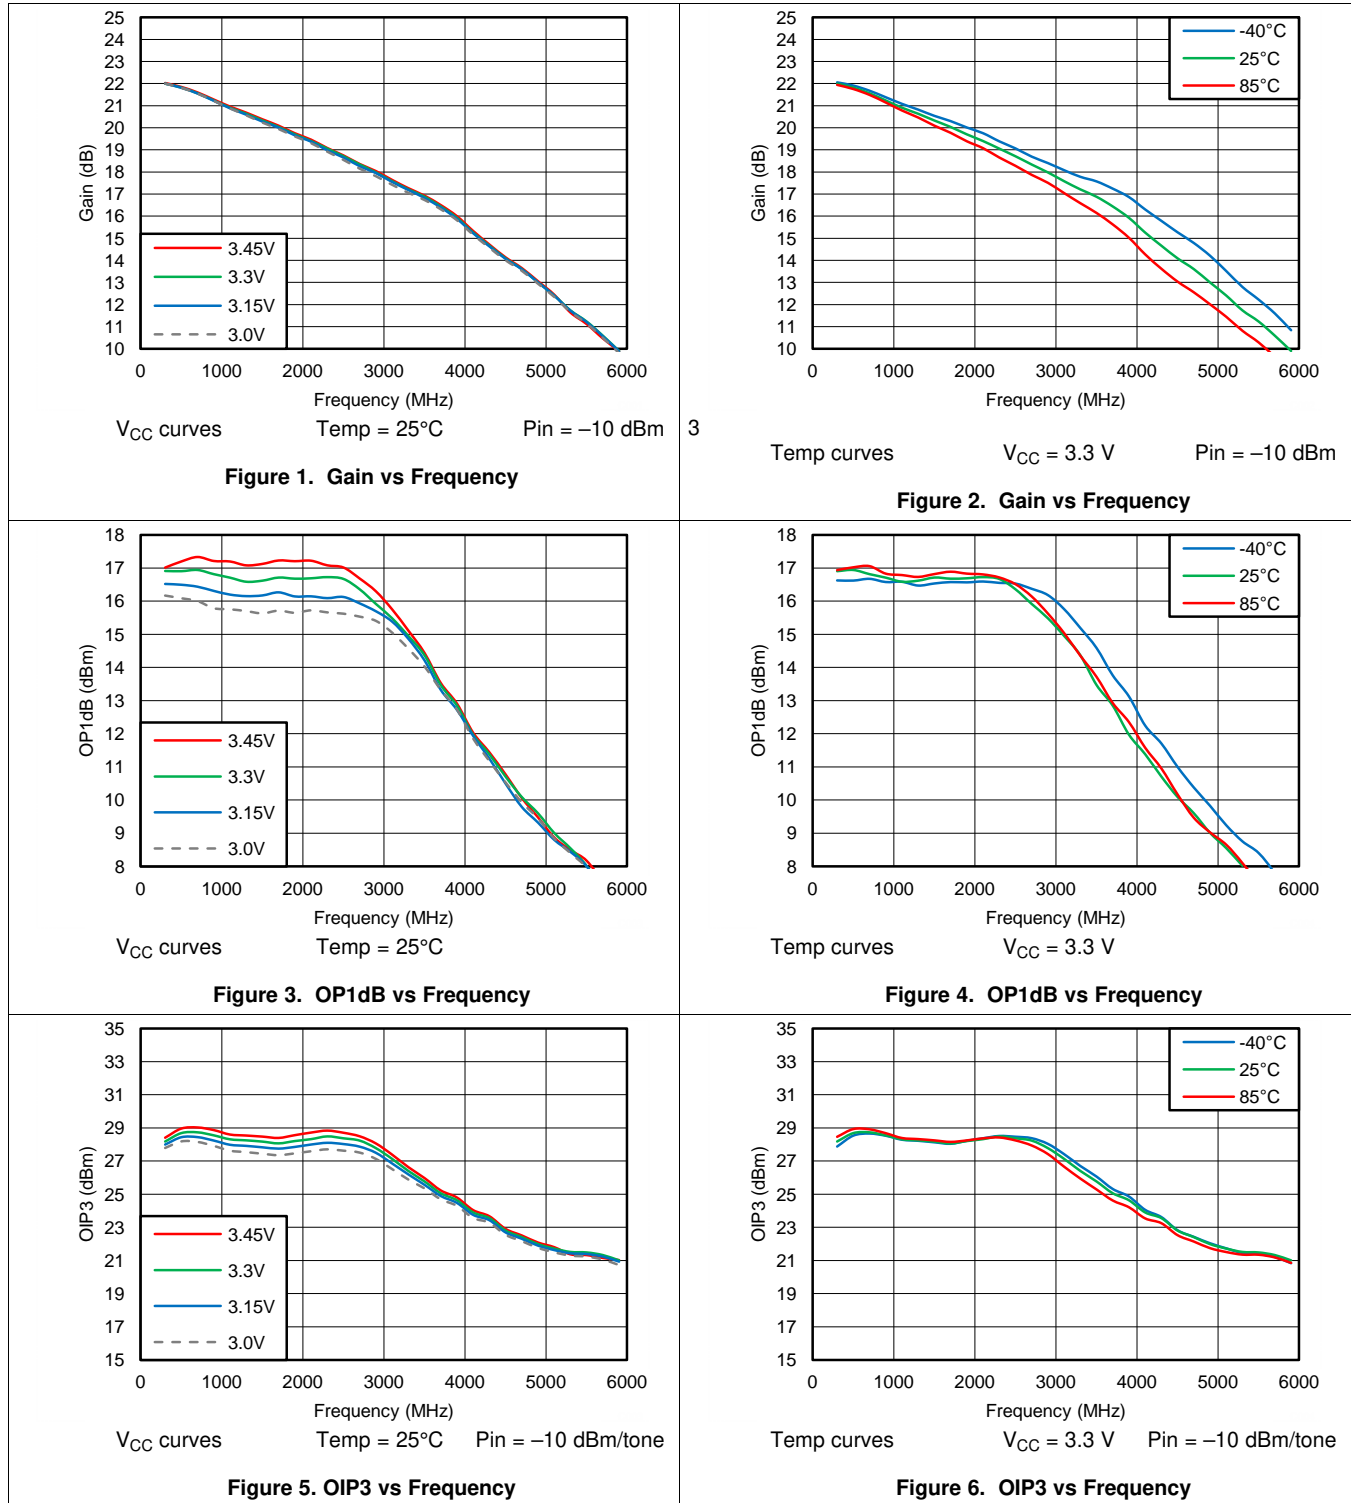 25
24
23
22
21
20
19
18
17
16
15
14
13
12
11
10
Gain (dB)
3.45V
3.3V
3.15V
3.0V
0 1000 2000 3000 4000 5000 6000
Frequency (MHz)
VCC curves Temp = 25°C Pin = –10 dBm
Figure 1. Gain vs Frequency
25
24
23
22
21
20
19
18
17
16
15
14
13
12
11
10
Gain (dB)
-40°C
25°C
85°C
0 1000 2000 3000 4000 5000 6000
Frequency (MHz)
3
Temp curves VCC = 3.3 V Pin = –10 dBm
Figure 2. Gain vs Frequency
18
17
16
15
14
13
12
11
10
9
8
OP1dB (dBm)
3.45V
3.3V
3.15V
3.0V
0 1000 2000 3000 4000 5000 6000
Frequency (MHz)
VCC curves Temp = 25°C
Figure 3. OP1dB vs Frequency
18
17
16
15
14
13
12
11
10
9
8
OP1dB (dBm)
-40°C
25°C
85°C
0 1000 2000 3000 4000 5000 6000
Frequency (MHz)
Temp curves VCC = 3.3 V
Figure 4. OP1dB vs Frequency
35
33
31
29
27
25
23
21
19
17
15
OIP3 (dBm)
3.45V
3.3V
3.15V
3.0V
0 1000 2000 3000 4000 5000 6000
Frequency (MHz)
VCC curves Temp = 25°C Pin = –10 dBm/tone
Figure 5. OIP3 vs Frequency
35
33
31
29
27
25
23
21
19
17
15
OIP3 (dBm)
-40°C
25°C
85°C
0 1000 2000 3000 4000 5000 6000
Frequency (MHz)
Temp curves VCC = 3.3 V Pin = –10 dBm/tone
Figure 6. OIP3 vs Frequency